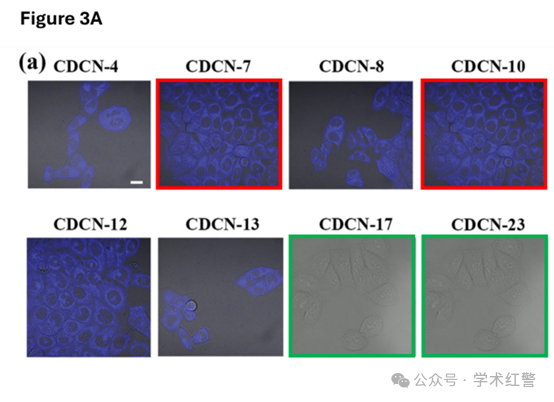 Figure 3A
(a) CDCN-4 CDCN-7 CDCN-8 CDCN-10
CDCN-12 CDCN-13 CDCN-17 CDCN-23
公众号 · 学术红警